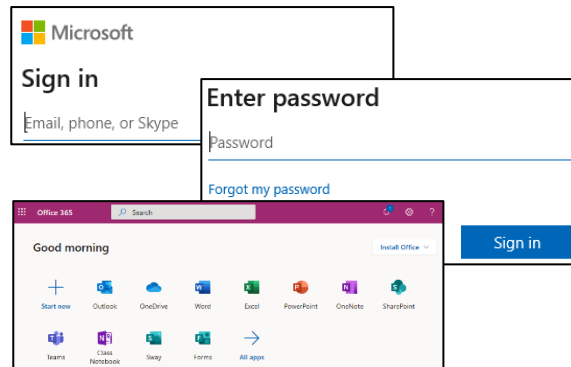 Microsoft
Sign in
Email, phone, or Skype
Enter password
Password
Forgot my password
Sign in
Office 365
Search
?
Good morning
Install Office
Start new
Outlook
OneDrive
Word
Excel
PowerPoint
OneNote
SharePoint
Teams
Class
Notebook
Sway
Forms
All apps